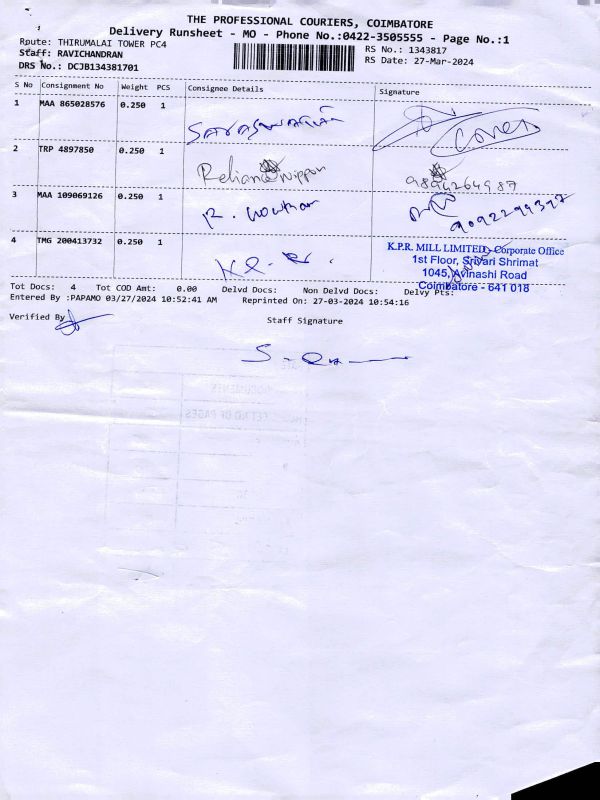 THE PROFESSIONAL COURIERS, COIMBATORE
Delivery Runsheet - MO - Phone No.:0422-3505555 - Page No.:1
Route: THIRUMALAI TOWER PC4
RS No.: 1343817
Staff: RAVICHANDRAN
RS Date: 27-Mar-2024
DRS No.: DCJB134381701
S No Consignment No Weight PCS Consignee Details Signature
1 MAA 865028576 0.250 1
2 TRP 4897850 0.250 1 Reliance Nippon 9894264987
3 MAA 109069126 0.250 1 9092299397
4 TMG 200413732 0.250 1
K.P.R. MILL LIMITED, Corporate Office
1st Floor, Srivari Shrimat
1045, Avinashi Road
Coimbatore - 641 018
Tot Docs: 4 Tot COD Amt: 0.00 Delvd Docs: Non Delvd Docs: Delvy Pts:
Entered By :PAPAMO 03/27/2024 10:52:41 AM Reprinted On: 27-03-2024 10:54:16
Verified By
Staff Signature